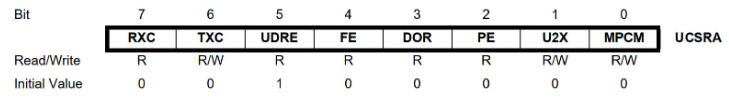 Bit 7 6 5 4 3 2 1 0
RXC TXC UDRE FE DOR PE U2X MPCM UCSRA
Read/Write R R/W R R R R R/W R/W
Initial Value 0 0 1 0 0 0 0 0